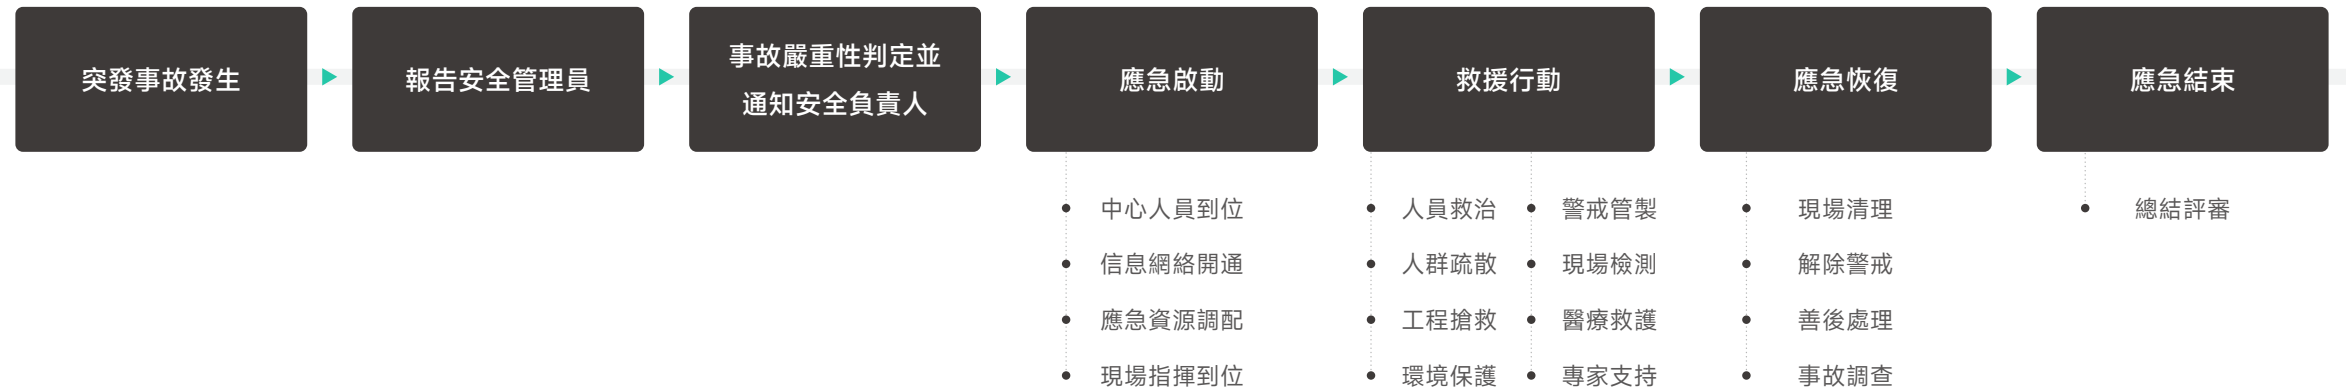 突發事故發生
報告安全管理員
事故嚴重性判定並
通知安全負責人
應急啟動
救援行動
應急恢復
應急結束
中心人員到位
信息網絡開通
應急資源調配
現場指揮到位
人員救治
人群疏散
工程搶救
環境保護
警戒管製
現場檢測
醫療救護
專家支持
現場清理
解除警戒
善後處理
事故調查
總結評審